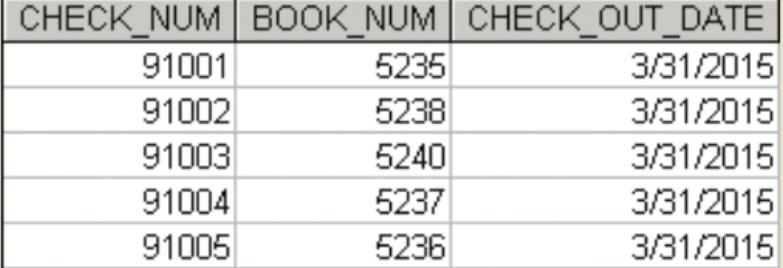 CHECK_NUM BOOK_NUM CHECK_OUT_DATE
91001 5235 3/31/2015
91002 5238 3/31/2015
91003 5240 3/31/2015
91004 5237 3/31/2015
91005 5236 3/31/2015